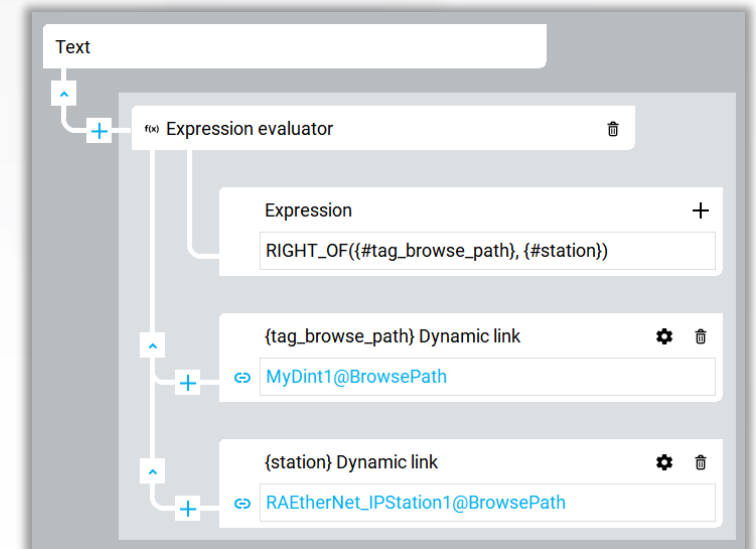 Text
f(x) Expression evaluator
Expression
RIGHT_OF({#tag_browse_path}, {#station})
{tag_browse_path} Dynamic link
MyDint1@BrowsePath
{station} Dynamic link
RAEtherNet_IPStation1@BrowsePath